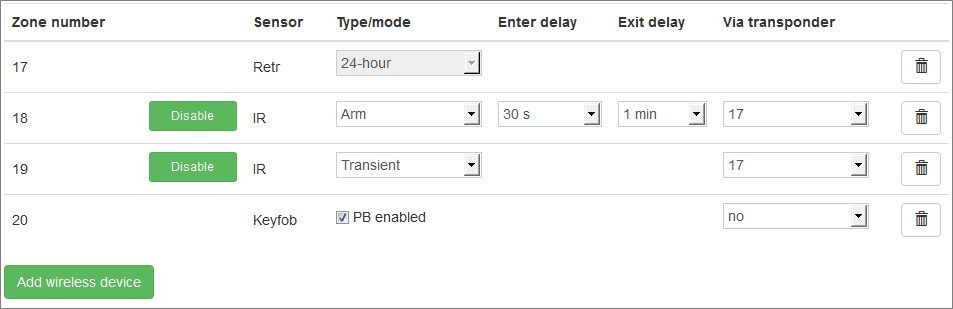 Zone number Sensor Type/mode Enter delay Exit delay Via transponder
17 Retr 24-hour
18 Disable IR Arm 30 s 1 min 17
19 Disable IR Transient 17
20 Keyfob PB enabled no
Add wireless device